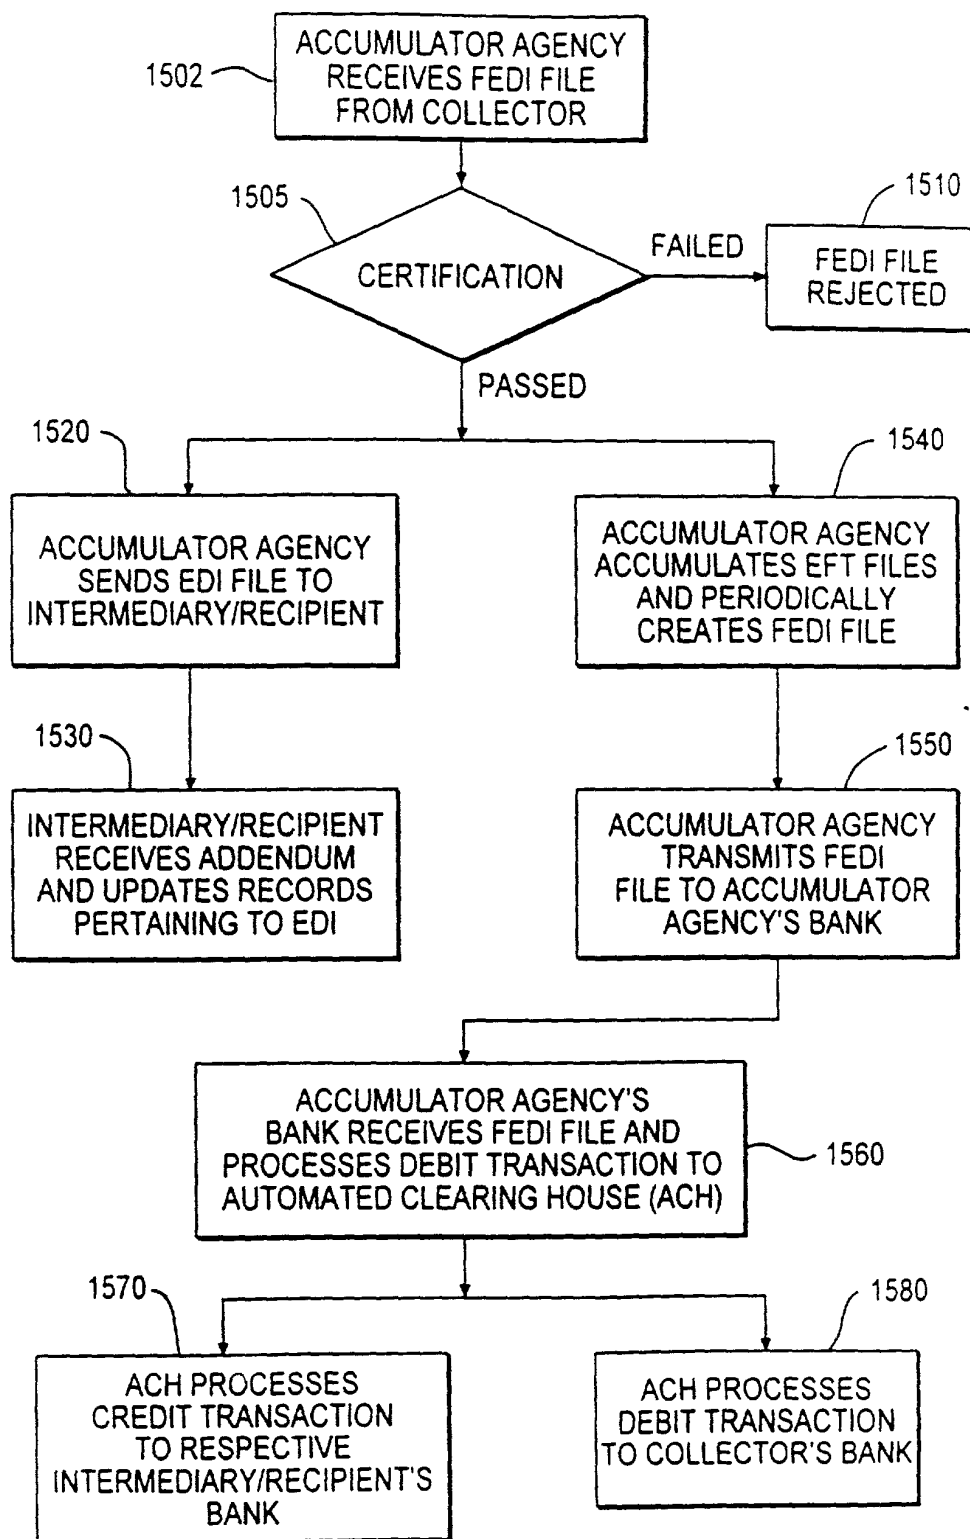 ACCUMULATOR AGENCY
RECEIVES FEDI FILE
FROM COLLECTOR
1502
1505
CERTIFICATION
FAILED
1510
FEDI FILE
REJECTED
PASSED
1520
ACCUMULATOR AGENCY
SENDS EDI FILE TO
INTERMEDIARY/RECIPIENT
1540
ACCUMULATOR AGENCY
ACCUMULATES EFT FILES
AND PERIODICALLY
CREATES FEDI FILE
1530
INTERMEDIARY/RECIPIENT
RECEIVES ADDENDUM
AND UPDATES RECORDS
PERTAINING TO EDI
1550
ACCUMULATOR AGENCY
TRANSMITS FEDI
FILE TO ACCUMULATOR
AGENCY'S BANK
ACCUMULATOR AGENCY'S
BANK RECEIVES FEDI FILE AND
PROCESSES DEBIT TRANSACTION TO
AUTOMATED CLEARING HOUSE (ACH)
1560
1570
ACH PROCESSES
CREDIT TRANSACTION
TO RESPECTIVE
INTERMEDIARY/RECIPIENT'S
BANK
1580
ACH PROCESSES
DEBIT TRANSACTION
TO COLLECTOR'S BANK